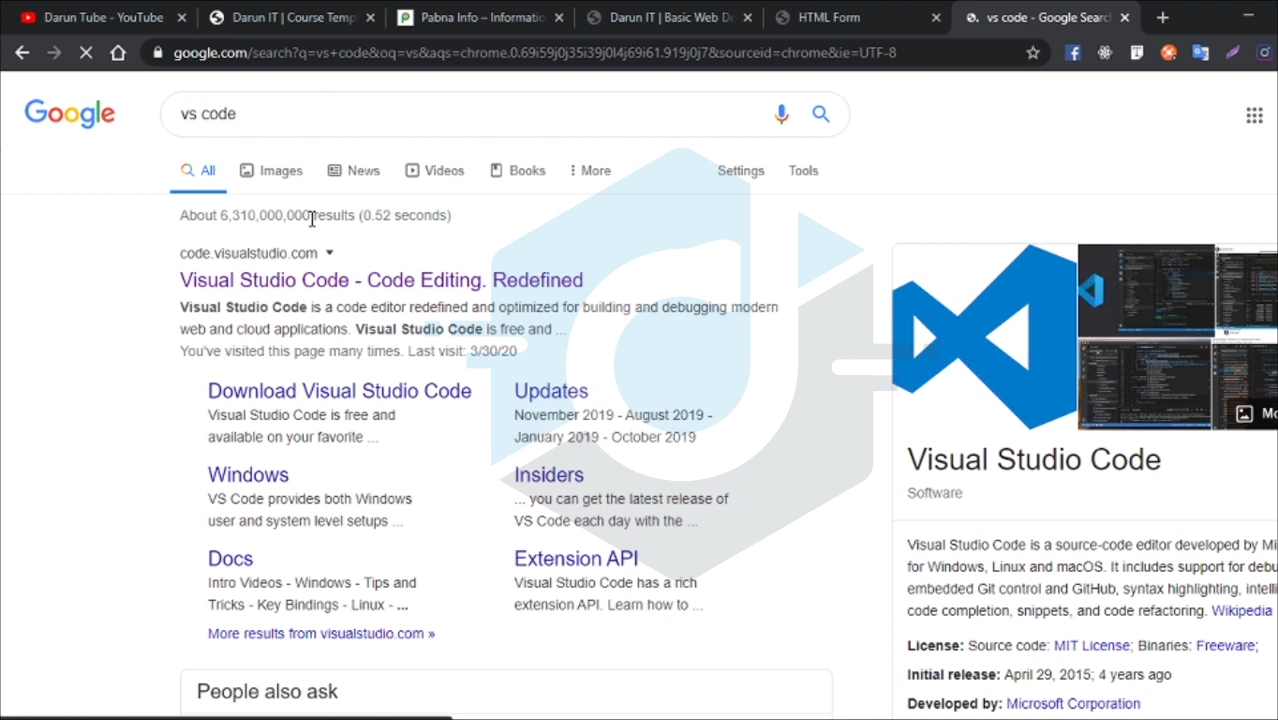 Darun Tube - YouTube
Darun IT | Course Temp
Pabna Info – Informatio
Darun IT | Basic Web De
HTML Form
vs code - Google Search
google.com/search?q=vs+code&oq=vs&aqs=chrome.0.69i59j0j35i39j0l4j69i61.919j0j7&sourceid=chrome&ie=UTF-8
Google
vs code
All Images News Videos Books More Settings Tools
About 6,310,000,000 results (0.52 seconds)
code.visualstudio.com
Visual Studio Code - Code Editing. Redefined
Visual Studio Code is a code editor redefined and optimized for building and debugging modern
web and cloud applications. Visual Studio Code is free and ...
You've visited this page many times. Last visit: 3/30/20
Download Visual Studio Code
Visual Studio Code is free and
available on your favorite ...
Updates
November 2019 - August 2019 -
January 2019 - October 2019
Windows
VS Code provides both Windows
user and system level setups ...
Insiders
... you can get the latest release of
VS Code each day with the ...
Docs
Intro Videos - Windows - Tips and
Tricks - Key Bindings - Linux - ...
Extension API
Visual Studio Code has a rich
extension API. Learn how to ...
More results from visualstudio.com »
People also ask
Mo
Visual Studio Code
Software
Visual Studio Code is a source-code editor developed by Mi
for Windows, Linux and macOS. It includes support for debu
embedded Git control and GitHub, syntax highlighting, intelli
code completion, snippets, and code refactoring. Wikipedia
License: Source code: MIT License; Binaries: Freeware;
Initial release: April 29, 2015; 4 years ago
Developed by: Microsoft Corporation